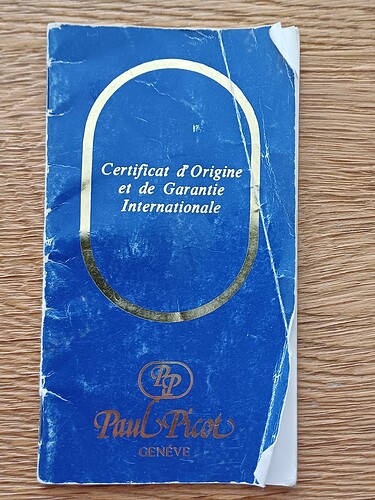 Certificat d'Origine
et de Garantie
Internationale
PP
Paul Picot
GENÈVE